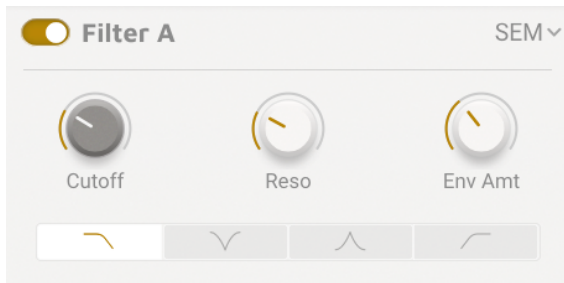 Filter A
SEM
Cutoff
Reso
Env Amt